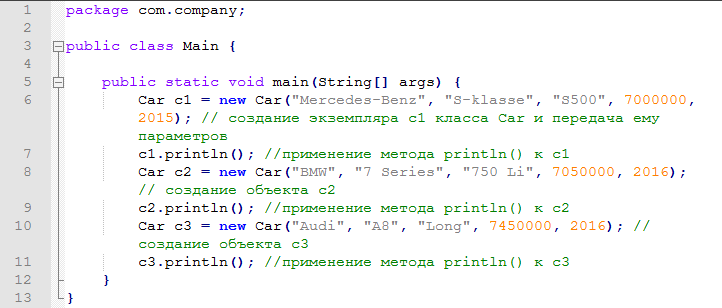 1 package com.company;
2
3 public class Main {
4
5 public static void main(String[] args) {
6 Car c1 = new Car("Mercedes-Benz", "S-klasse", "S500", 7000000,
2015); // создание экземпляра c1 класса Car и передача ему
параметров
7 c1.println(); //применение метода println() к c1
8 Car c2 = new Car("BMW", "7 Series", "750 Li", 7050000, 2016);
// создание объекта c2
9 c2.println(); //применение метода println() к c2
10 Car c3 = new Car("Audi", "A8", "Long", 7450000, 2016); //
создание объекта c3
11 c3.println(); //применение метода println() к c3
12 }
13 }